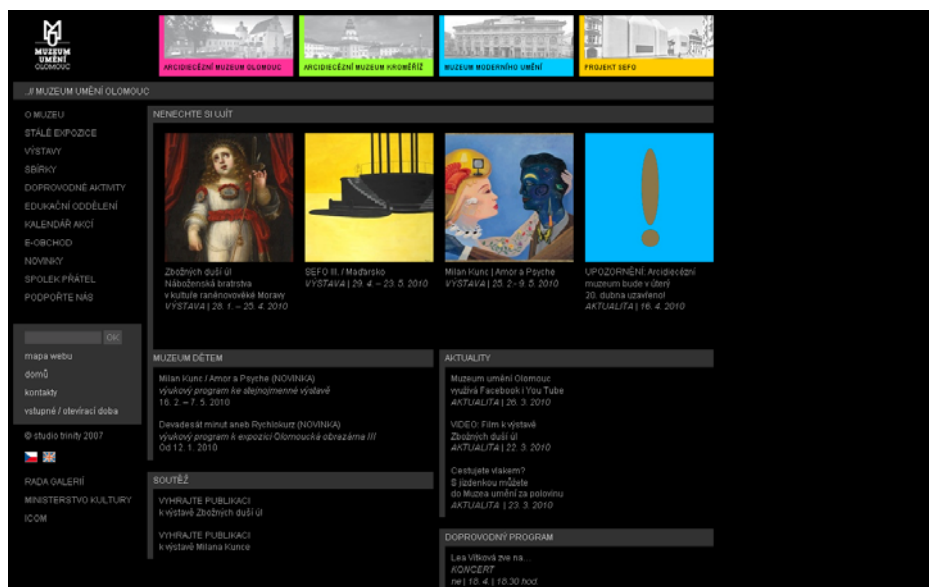 MUZEUM
UMĚNÍ
OLOMOUC
ARCIDIECÉZNÍ MUZEUM OLOMOUC
ARCIDIECÉZNÍ MUZEUM KROMĚŘÍŽ
MUZEUM MODERNÍHO UMĚNÍ
PROJEKT SEFO
..// MUZEUM UMĚNÍ OLOMOUC
O MUZEU
STÁLÉ EXPOZICE
VÝSTAVY
SBÍRKY
DOPROVODNÉ AKTIVITY
EDUKAČNÍ ODDĚLENÍ
KALENDÁŘ AKCÍ
E-OBCHOD
NOVINKY
SPOLEK PŘÁTEL
PODPOŘTE NÁS
OK
mapa webu
domů
kontakty
vstupné / otevírací doba
© studio trinity 2007
RADA GALERIÍ
MINISTERSTVO KULTURY
ICOM
NENECHTE SI UJÍT
Zbožných duší úl
Náboženská bratrstva
v kultuře raněnovověké Moravy
VÝSTAVA | 28. 1. – 25. 4. 2010
SEFO III. / Maďarsko
VÝSTAVA | 29. 4. – 23. 5. 2010
Milan Kunc | Amor a Psyche
VÝSTAVA | 25. 2.- 9. 5. 2010
UPOZORNĚNÍ: Arcidiecézní
muzeum bude v úterý
20. dubna uzavřeno!
AKTUALITA | 16. 4. 2010
MUZEUM DĚTEM
Milan Kunc / Amor a Psyche (NOVINKA)
výukový program ke stejnojmenné výstavě
16. 2. – 7. 5. 2010
Devadesát minut aneb Rychlokurz (NOVINKA)
výukový program k expozici Olomoucká obrazárna III
Od 12. 1. 2010
SOUTĚŽ
VYHRAJTE PUBLIKACI
k výstavě Zbožných duší úl
VYHRAJTE PUBLIKACI
k výstavě Milana Kunce
AKTUALITY
Muzeum umění Olomouc
využívá Facebook i You Tube
AKTUALITA | 26. 3. 2010
VIDEO: Film k výstavě
Zbožných duší úl
AKTUALITA | 22. 3. 2010
Cestujete vlakem?
S jízdenkou můžete
do Muzea umění za polovinu
AKTUALITA | 23. 3. 2010
DOPROVODNÝ PROGRAM
Lea Vítková zve na...
KONCERT
ne | 18. 4. | 18.30 hod.